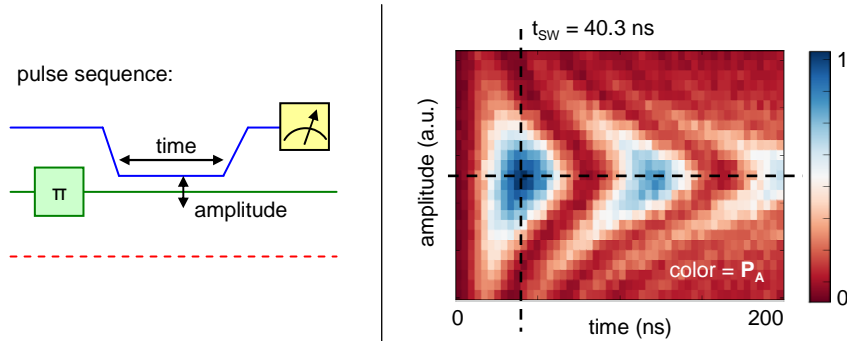 pulse sequence:
time
π
amplitude
t_SW = 40.3 ns
amplitude (a.u.)
color = P_A
1
0
0
200
time (ns)